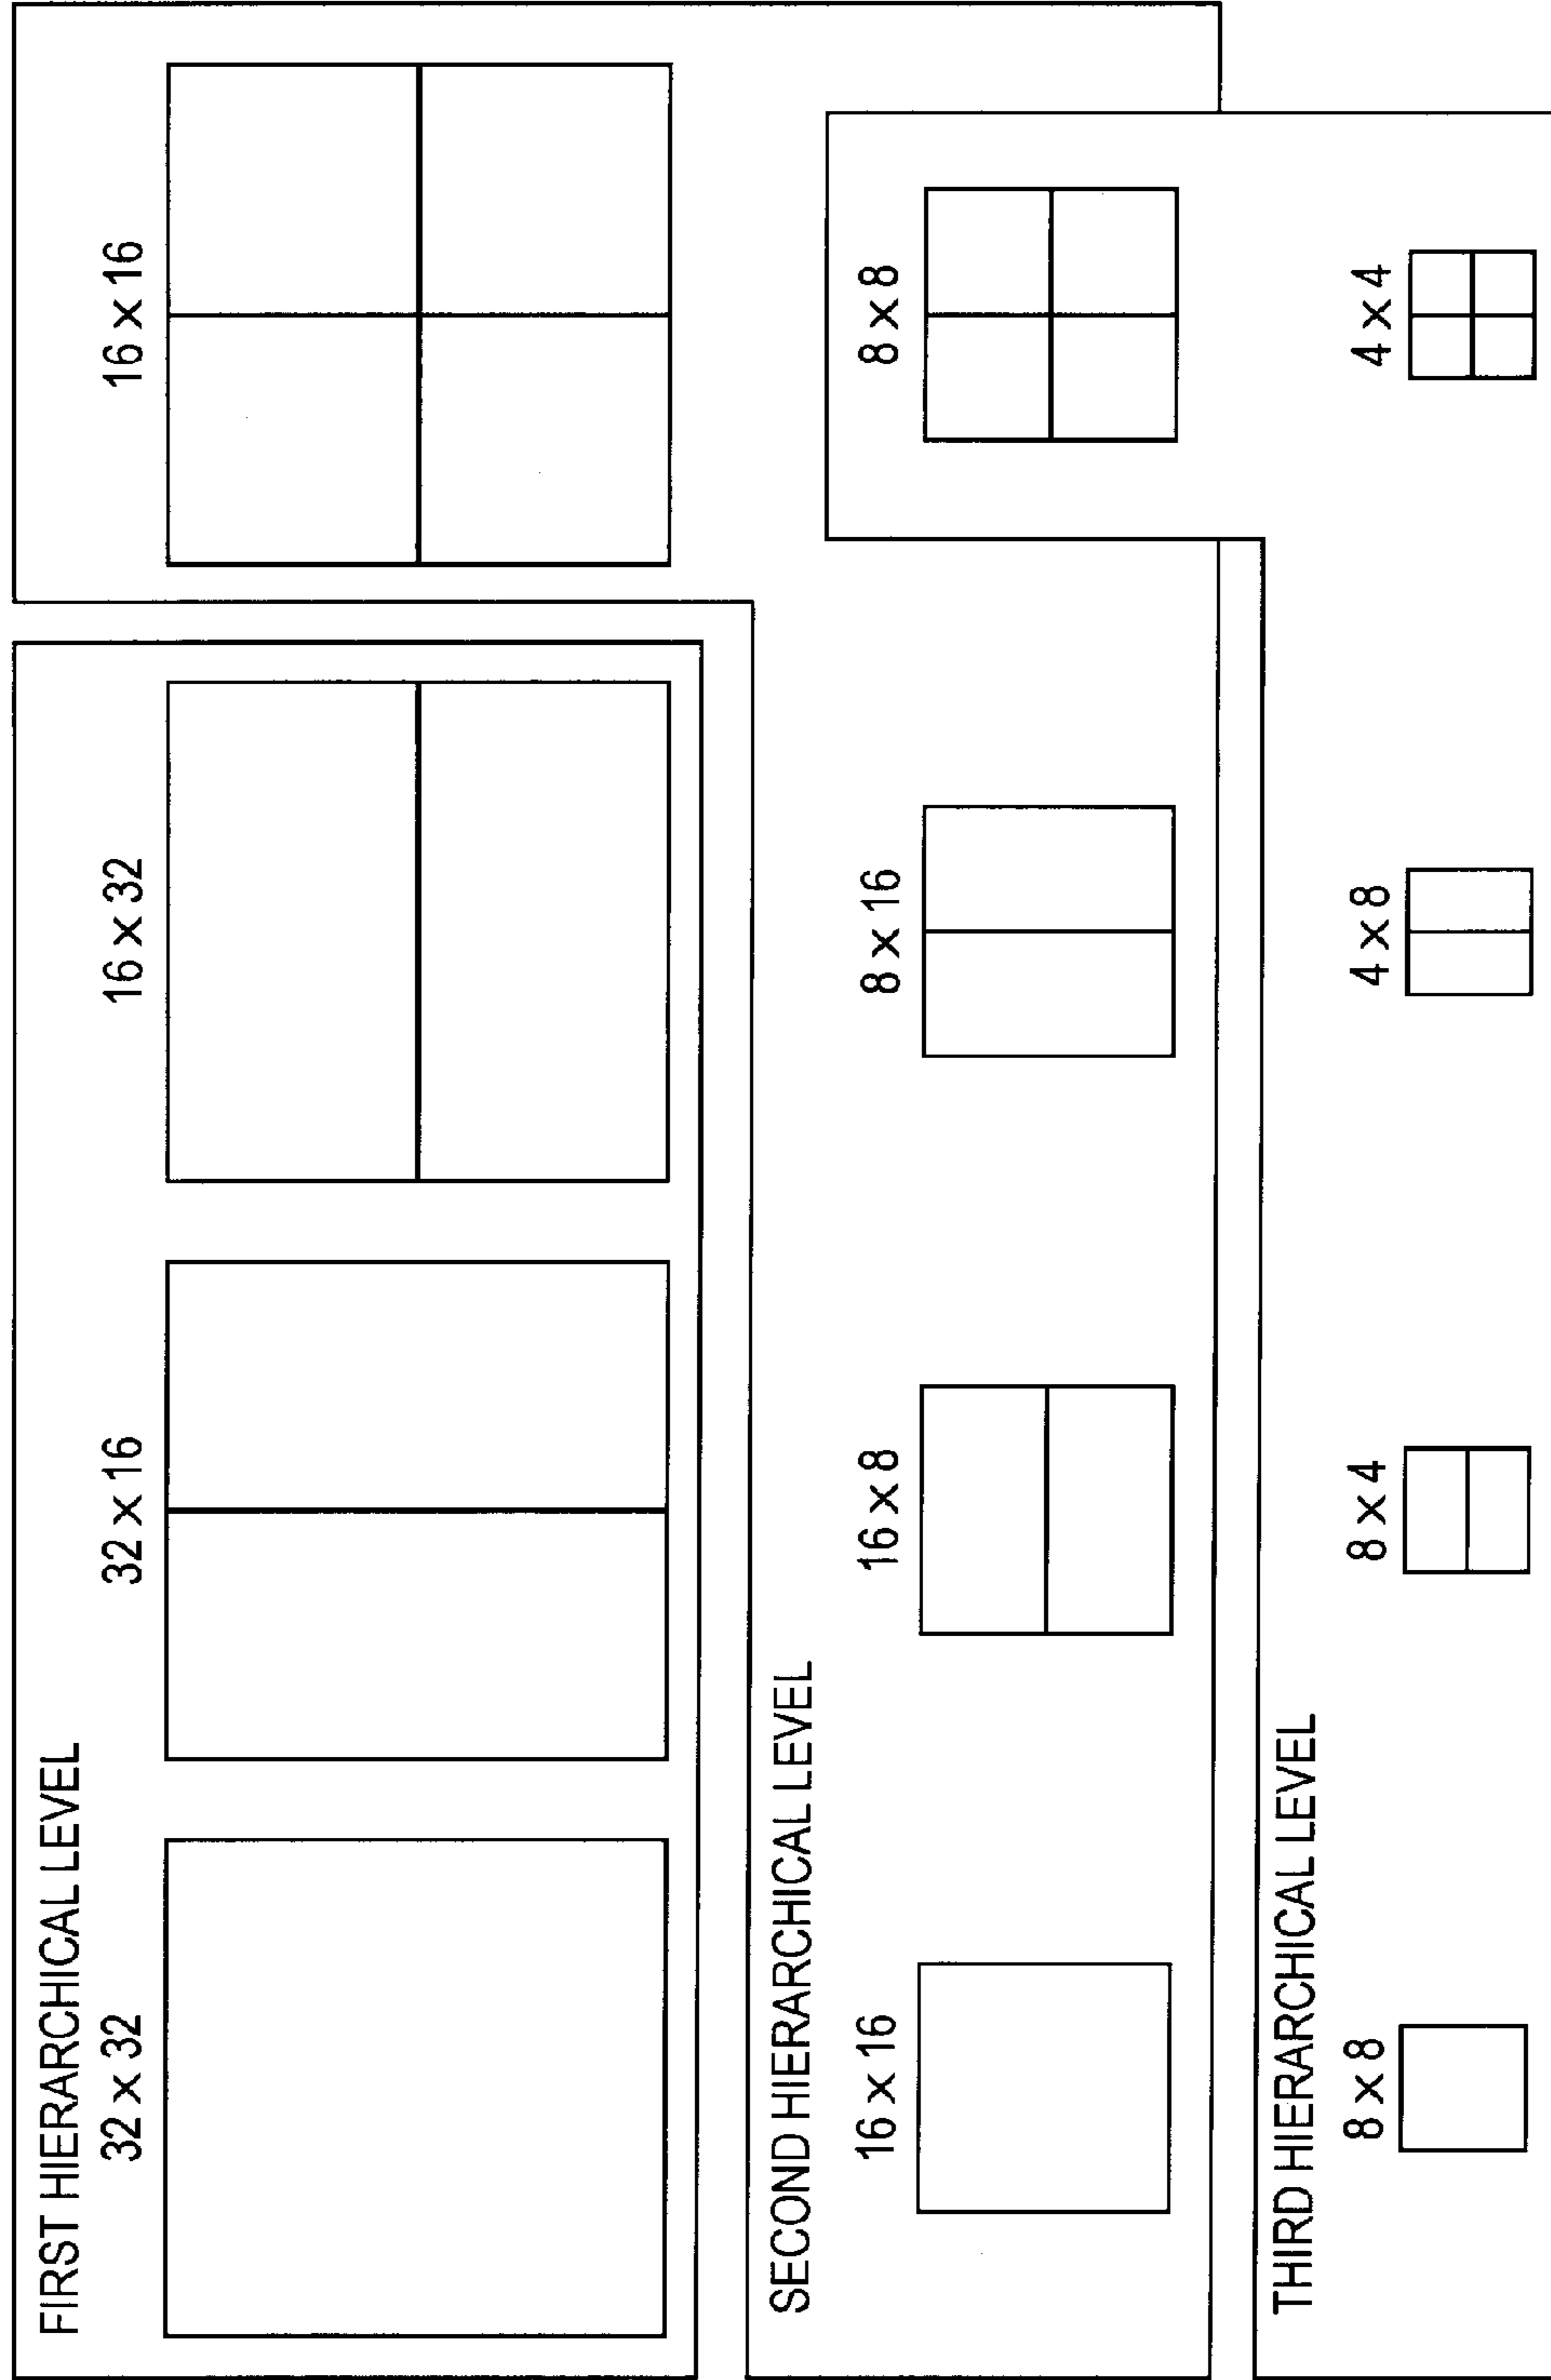 FIRST HIERARCHICAL LEVEL
32 × 32
32 × 16
16 × 32
16 × 16
SECOND HIERARCHICAL LEVEL
16 × 16
16 × 8
8 × 16
8 × 8
THIRD HIERARCHICAL LEVEL
8 × 8
8 × 4
4 × 8
4 × 4